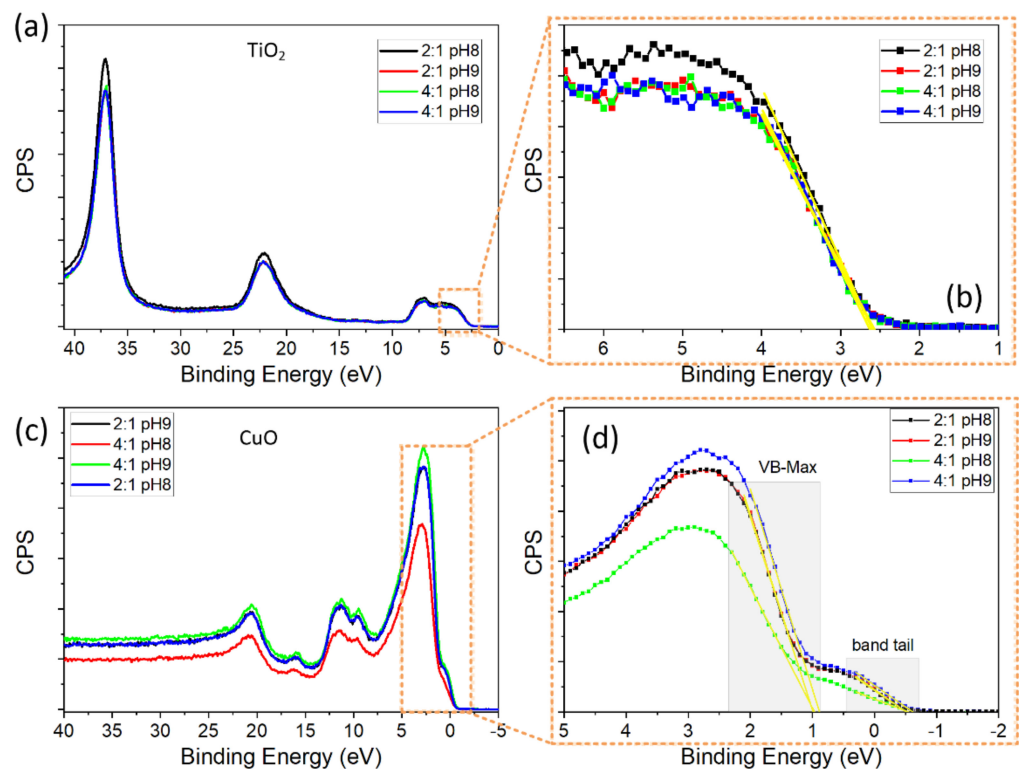 (a)
TiO2
2:1 pH8
2:1 pH9
4:1 pH8
4:1 pH9
CPS
40 35 30 25 20 15 10 5 0
Binding Energy (eV)
2:1 pH8
2:1 pH9
4:1 pH8
4:1 pH9
CPS
(b)
6 5 4 3 2 1
Binding Energy (eV)
(c)
2:1 pH9
4:1 pH8
4:1 pH9
2:1 pH8
CuO
CPS
40 35 30 25 20 15 10 5 0 -5
Binding Energy (eV)
(d)
VB-Max
2:1 pH8
2:1 pH9
4:1 pH8
4:1 pH9
band tail
CPS
5 4 3 2 1 0 -1 -2
Binding Energy (eV)